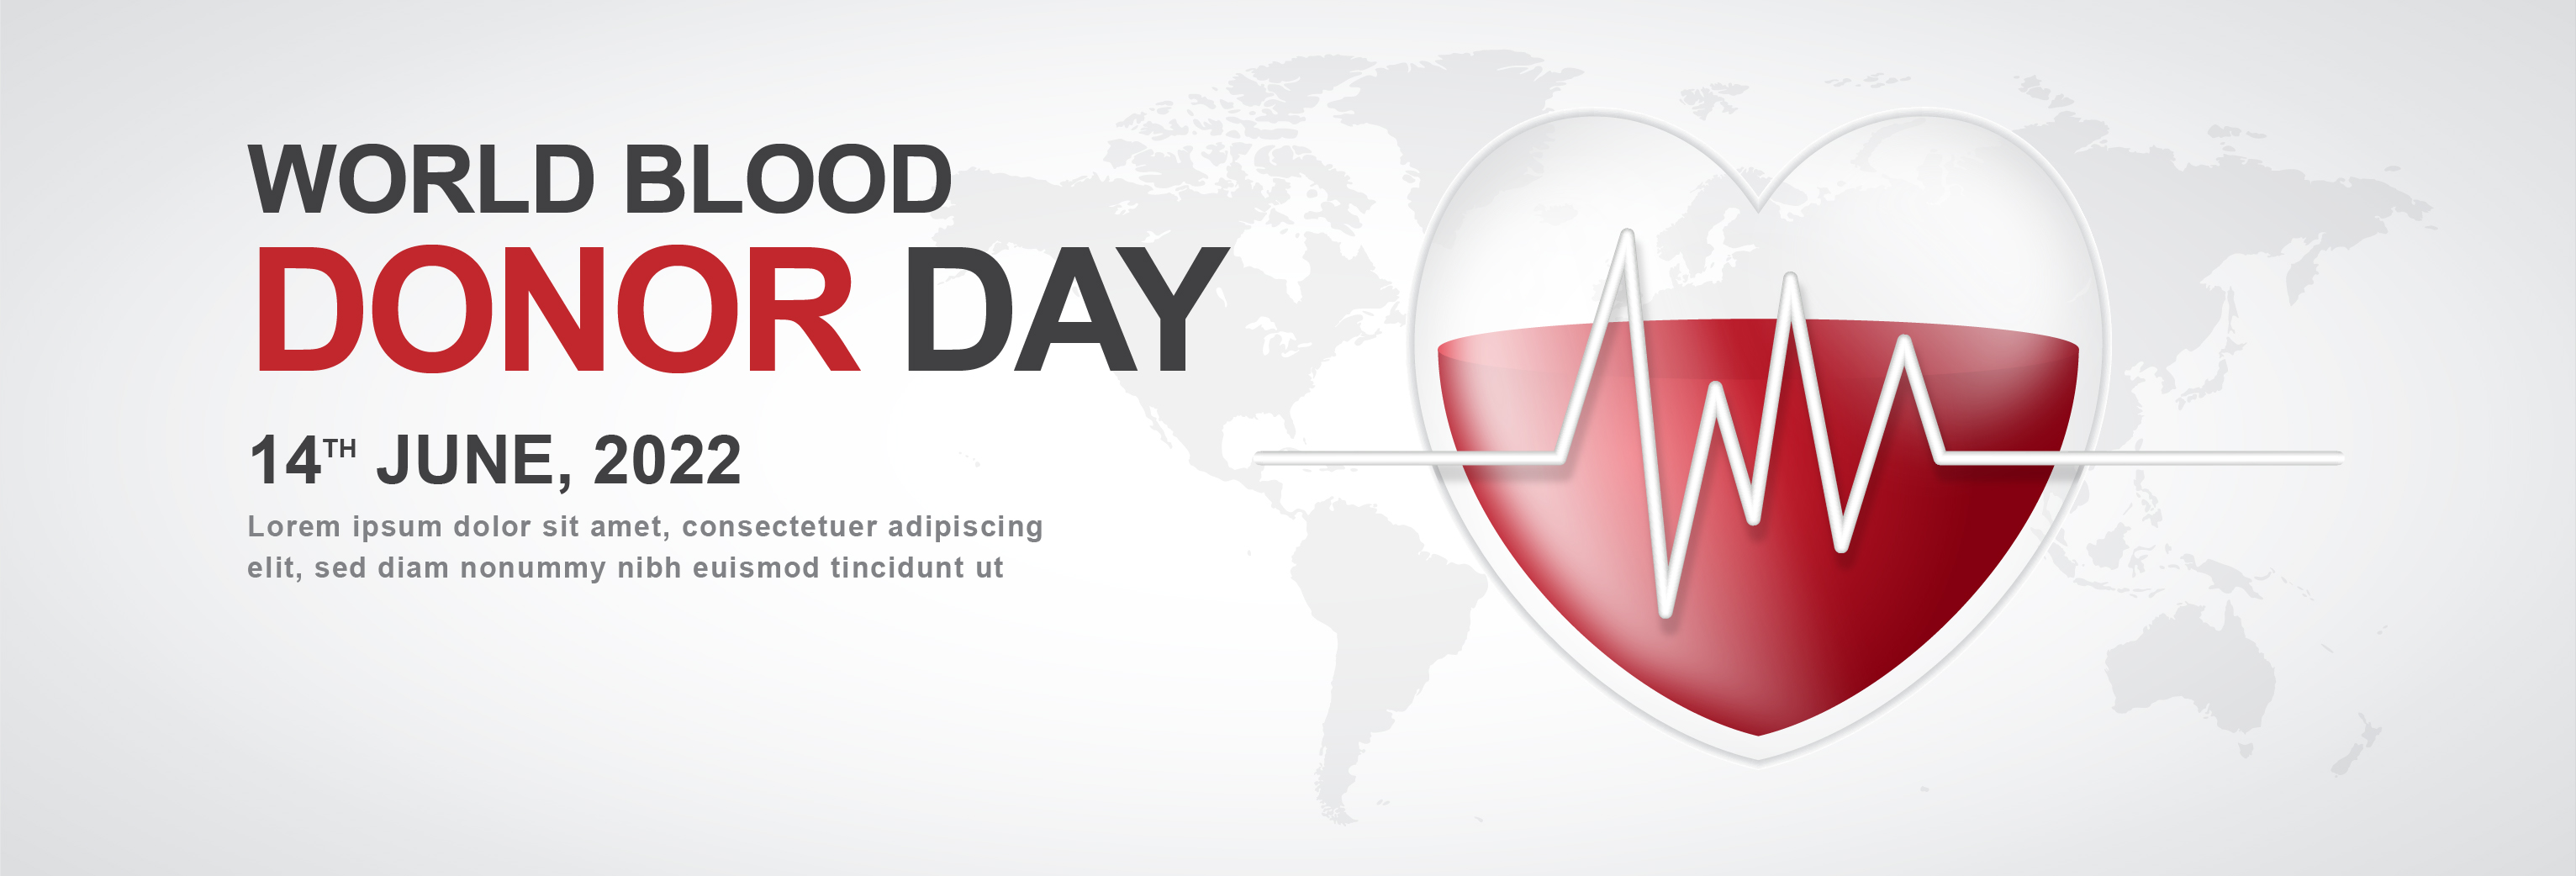 WORLD BLOOD
DONOR DAY
14TH JUNE, 2022
Lorem ipsum dolor sit amet, consectetuer adipiscing
elit, sed diam nonummy nibh euismod tincidunt ut